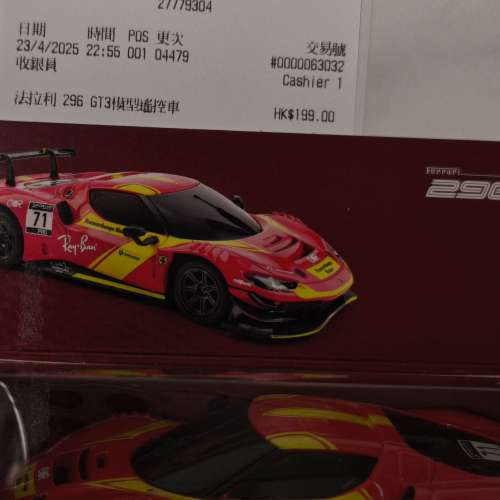 27779304
日期 時間 POS 更次 交易號
23/4/2025 22:55 001 04479 #0000063032
收銀員 Cashier 1
法拉利 296 GT3模型遙控車 HK$199.00
Ferrari
296
71
Ray-Ban